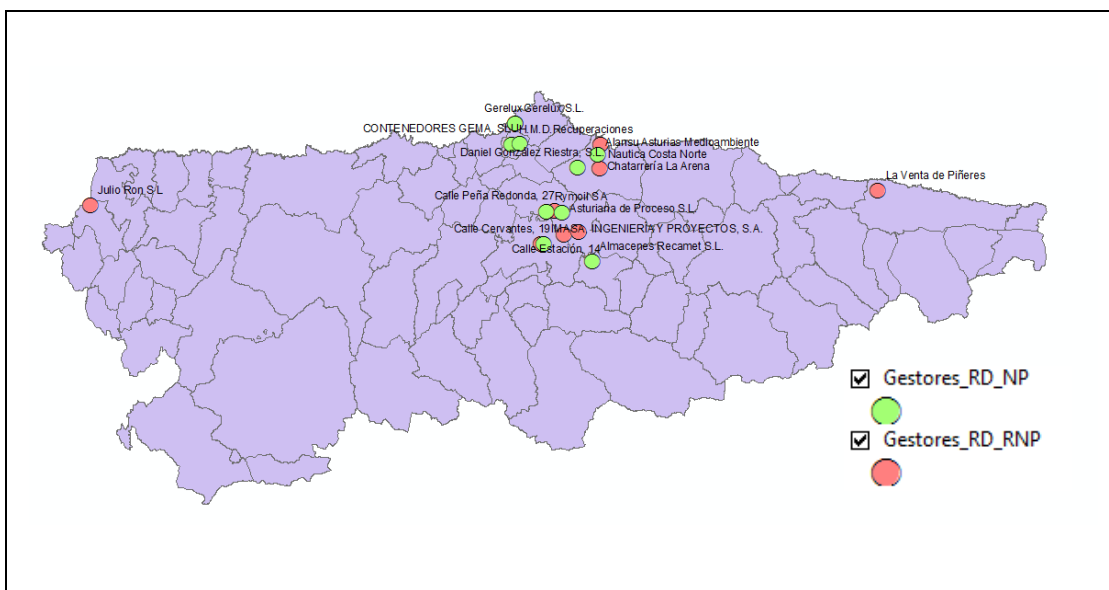 Gerelux Gerelux S.L.
CONTENEDORES GEMA, SLU H.M.D.Recuperaciones
Alansu Asturias Medioambiente
Daniel González Riestra, S.L.
Nautica Costa Norte
Chatarrería La Arena
La Venta de Piñeres
Julio Ron S.L
Calle Peña Redonda, 27 Rymoil S.A
Asturiana de Proceso S.L.
Calle Cervantes, 19 IMASA, INGENIERÍA Y PROYECTOS, S.A.
Calle Estación, 14 Almacenes Recamet S.L.
Gestores_RD_NP
Gestores_RD_RNP